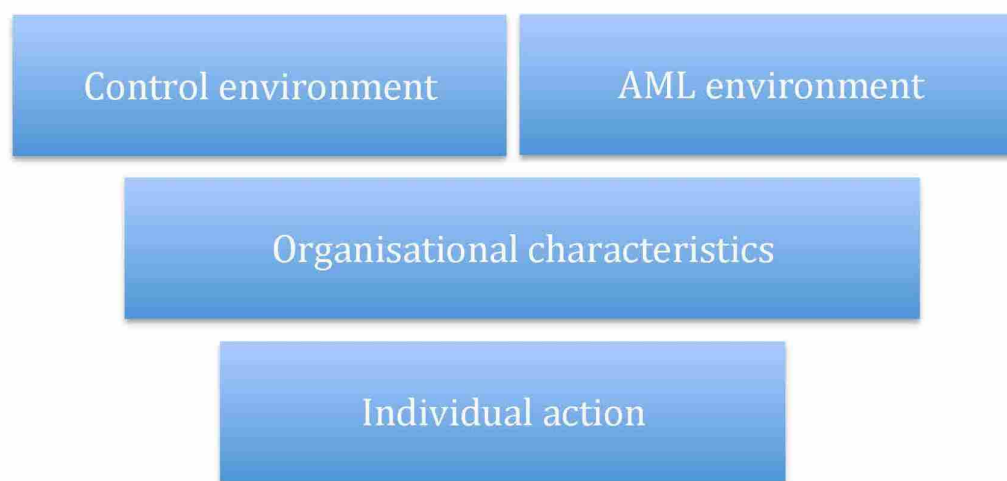 Control environment
AML environment
Organisational characteristics
Individual action